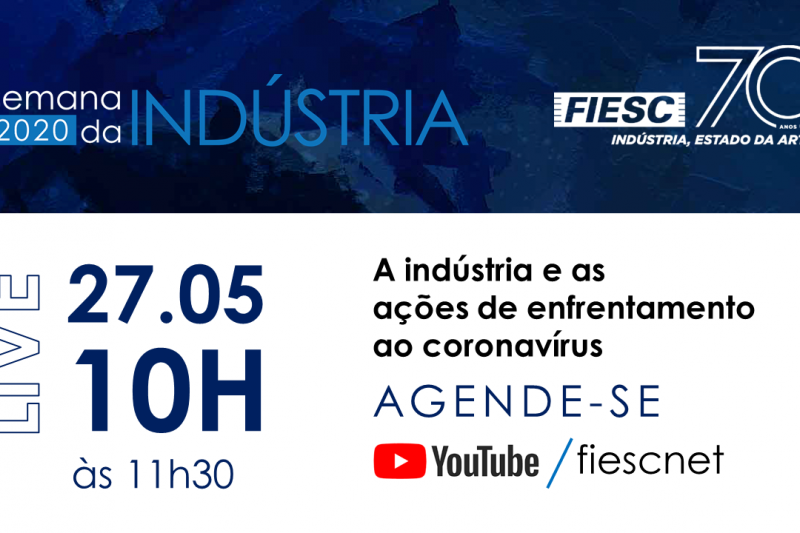 emana
2020 da INDÚSTRIA
FIESC 70
ANOS
INDÚSTRIA, ESTADO DA ART
LIVE
27.05
10H
às 11h30
A indústria e as
ações de enfrentamento
ao coronavírus
AGENDE-SE
YouTube /fiescnet